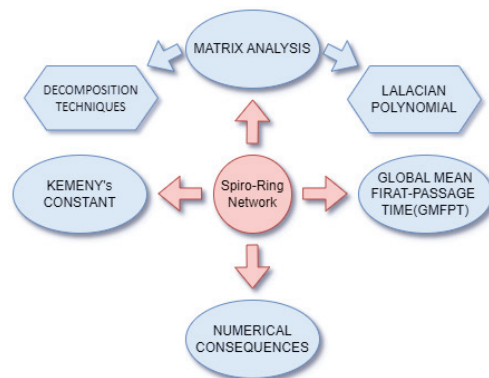 MATRIX ANALYSIS
DECOMPOSITION
TECHNIQUES
LALACIAN
POLYNOMIAL
KEMENY's
CONSTANT
Spiro-Ring
Network
GLOBAL MEAN
FIRAT-PASSAGE
TIME(GMFPT)
NUMERICAL
CONSEQUENCES